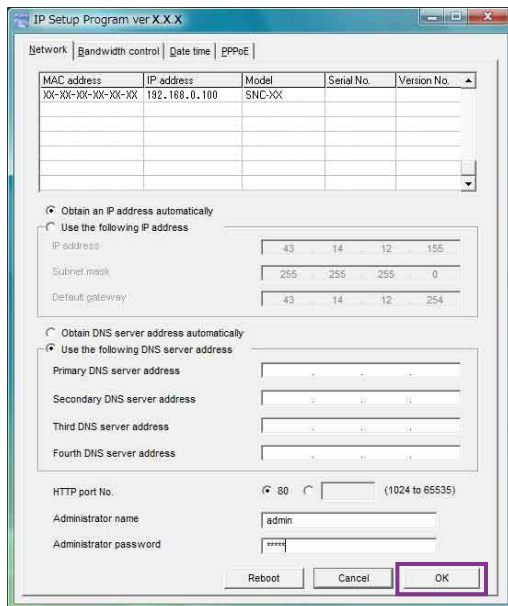 IP Setup Program ver X.X.X
Network Bandwidth control Date time PPPoE
MAC address IP address Model Serial No. Version No.
XX-XX-XX-XX-XX-XX 192.168.0.100 SNC-XX
Obtain an IP address automatically
Use the following IP address
IP address 43 . 14 . 12 . 155
Subnet mask 255 . 255 . 255 . 0
Default gateway 43 . 14 . 12 . 254
Obtain DNS server address automatically
Use the following DNS server address
Primary DNS server address . . .
Secondary DNS server address . . .
Third DNS server address . . .
Fourth DNS server address . . .
HTTP port No. 80 (1024 to 65535)
Administrator name admin
Administrator password *****
Reboot Cancel OK